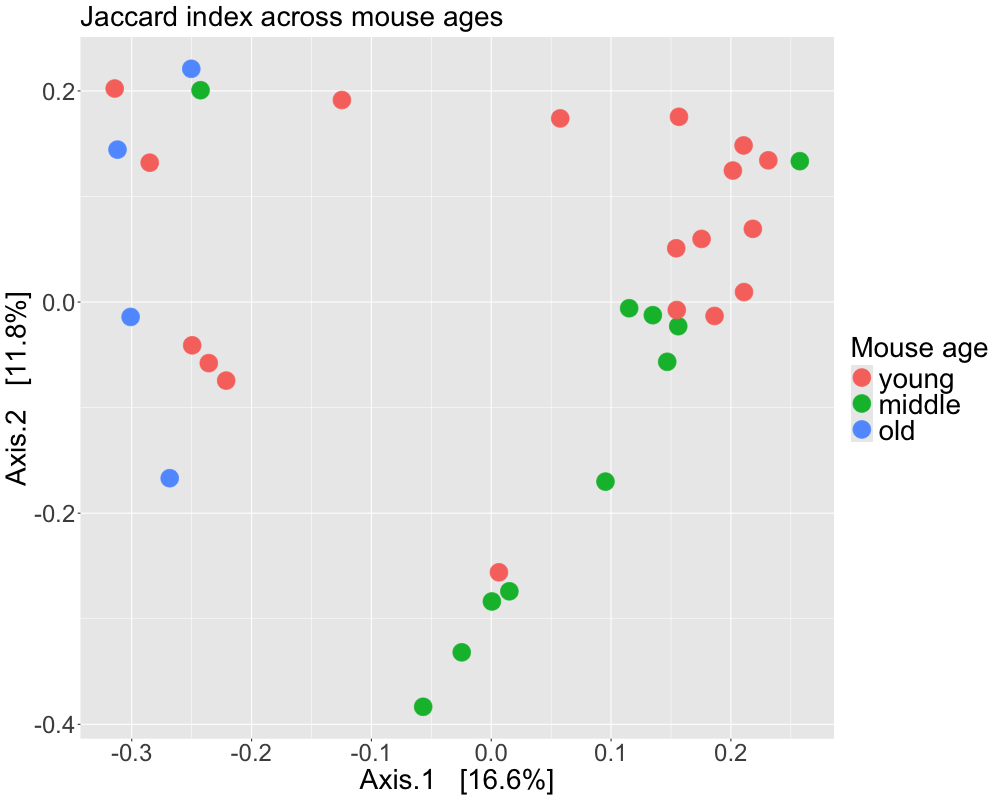 Jaccard index across mouse ages
0.2
0.0
-0.2
-0.4
Axis.2 [11.8%]
-0.3 -0.2 -0.1 0.0 0.1 0.2
Axis.1 [16.6%]
Mouse age
young
middle
old